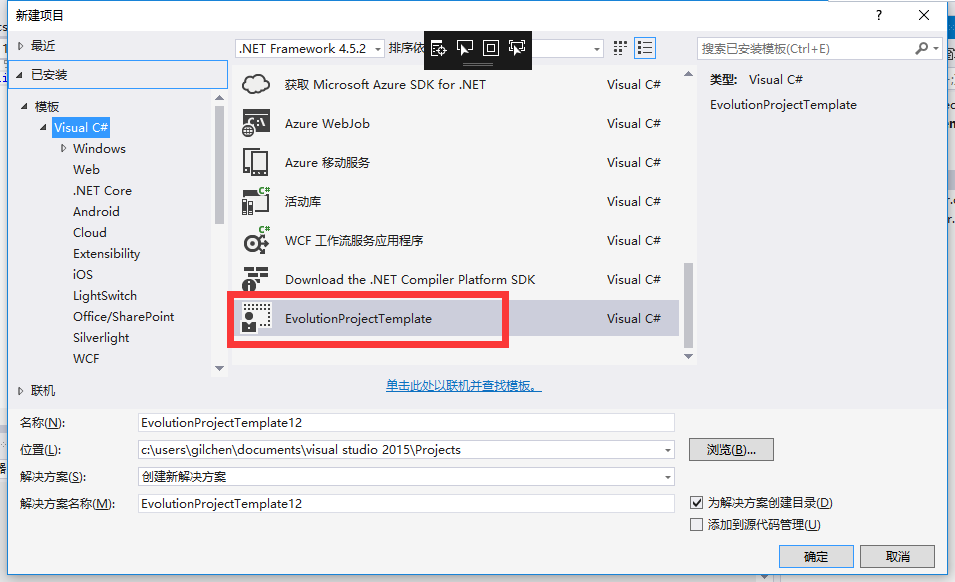 新建项目
?
最近
已安装
模板
Visual C#
Windows
Web
.NET Core
Android
Cloud
Extensibility
iOS
LightSwitch
Office/SharePoint
Silverlight
WCF
联机
.NET Framework 4.5.2
排序依
获取 Microsoft Azure SDK for .NET Visual C#
Azure WebJob Visual C#
Azure 移动服务 Visual C#
活动库 Visual C#
WCF 工作流服务应用程序 Visual C#
Download the .NET Compiler Platform SDK Visual C#
EvolutionProjectTemplate Visual C#
单击此处以联机并查找模板。
搜索已安装模板(Ctrl+E)
类型: Visual C#
EvolutionProjectTemplate
名称(N): EvolutionProjectTemplate12
位置(L): c:\users\gilchen\documents\visual studio 2015\Projects 浏览(B)...
解决方案(S): 创建新解决方案
解决方案名称(M): EvolutionProjectTemplate12
为解决方案创建目录(D)
添加到源代码管理(U)
确定 取消